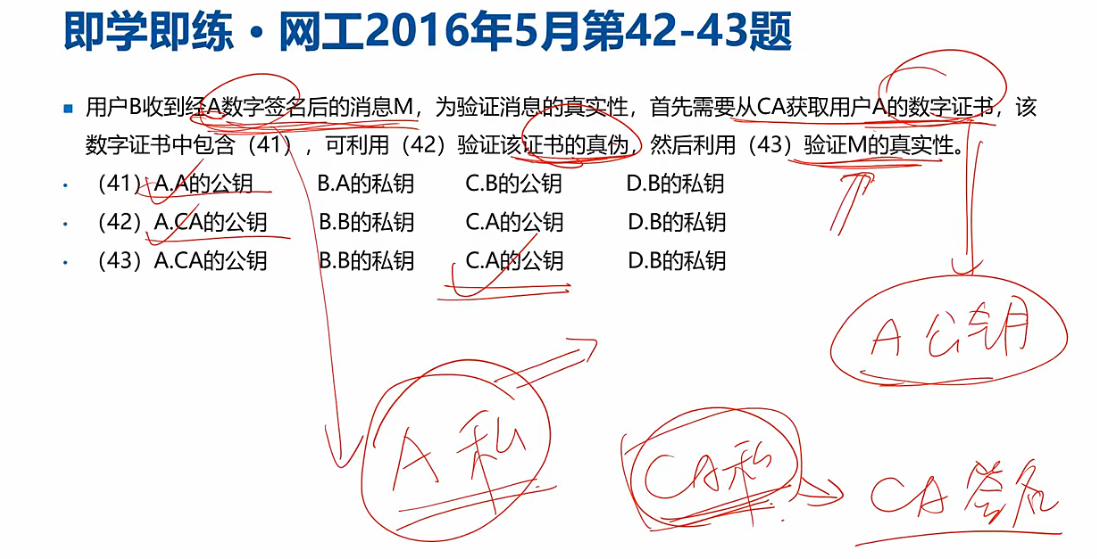 即学即练·网工2016年5月第42-43题
用户B收到经A数字签名后的消息M，为验证消息的真实性，首先需要从CA获取用户A的数字证书，该
数字证书中包含（41），可利用（42）验证该证书的真伪，然后利用（43）验证M的真实性。
（41）A.A的公钥 B.A的私钥 C.B的公钥 D.B的私钥
（42）A.CA的公钥 B.B的私钥 C.A的公钥 D.B的私钥
（43）A.CA的公钥 B.B的私钥 C.A的公钥 D.B的私钥
A 公钥
A 私
CA私
CA 签名